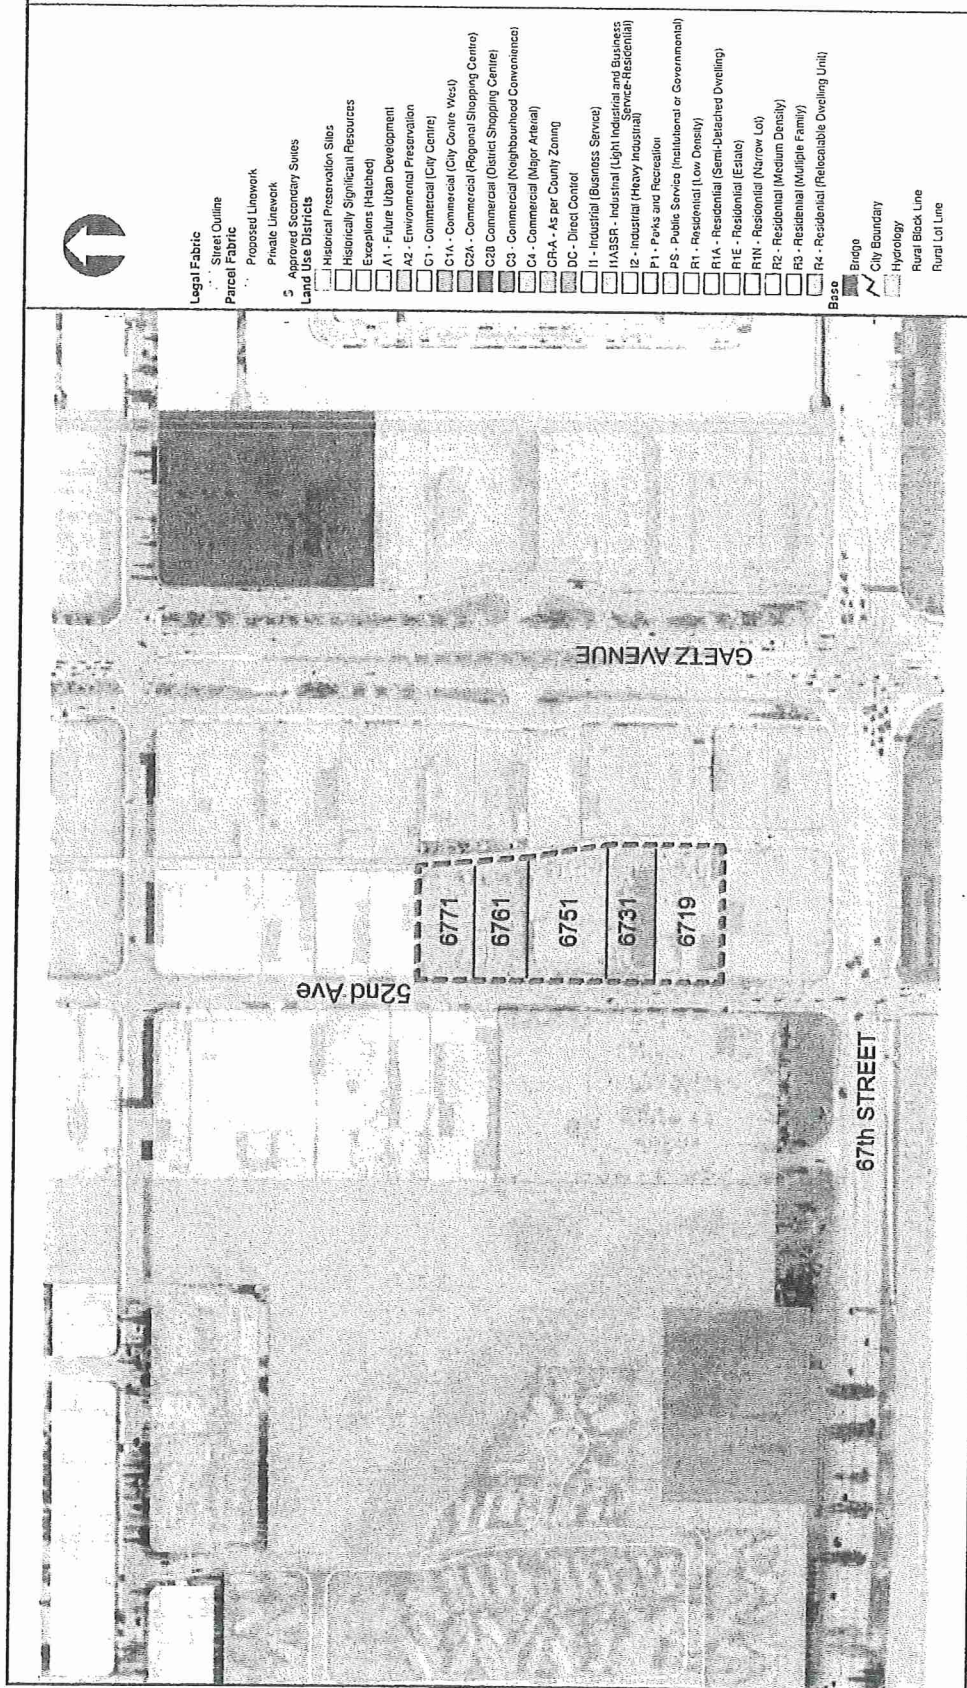 Legal Fabric
Street Outline
Parcel Fabric
Proposed Linework
Private Linework
S Approved Secondary Suites
Land Use Districts
Historical Preservation Sites
Historically Significant Resources
Exceptions (Hatched)
A1 - Future Urban Development
A2 - Environmental Preservation
C1 - Commercial (City Centre)
C1A - Commercial (City Centre West)
C2A - Commercial (Regional Shopping Centre)
C2B Commercial (District Shopping Centre)
C3 - Commercial (Neighbourhood Convenience)
C4 - Commercial (Major Arterial)
CR-A - As per County Zoning
DC - Direct Control
I1 - Industrial (Business Service)
I1ABSR - Industrial (Light Industrial and Business
Service-Residential)
I2 - Industrial (Heavy Industrial)
P1 - Parks and Recreation
PS - Public Service (Institutional or Governmental)
R1 - Residential (Low Density)
R1A - Residential (Semi-Detached Dwelling)
R1E - Residential (Estate)
R1N - Residential (Narrow Lot)
R2 - Residential (Medium Density)
R3 - Residential (Multiple Family)
R4 - Residential (Relocatable Dwelling Unit)
Base
Bridge
City Boundary
Hydrology
Rural Block Line
Rural Lot Line
GAETZ AVENUE
52nd Ave
6771
6761
6751
6731
6719
67th STREET